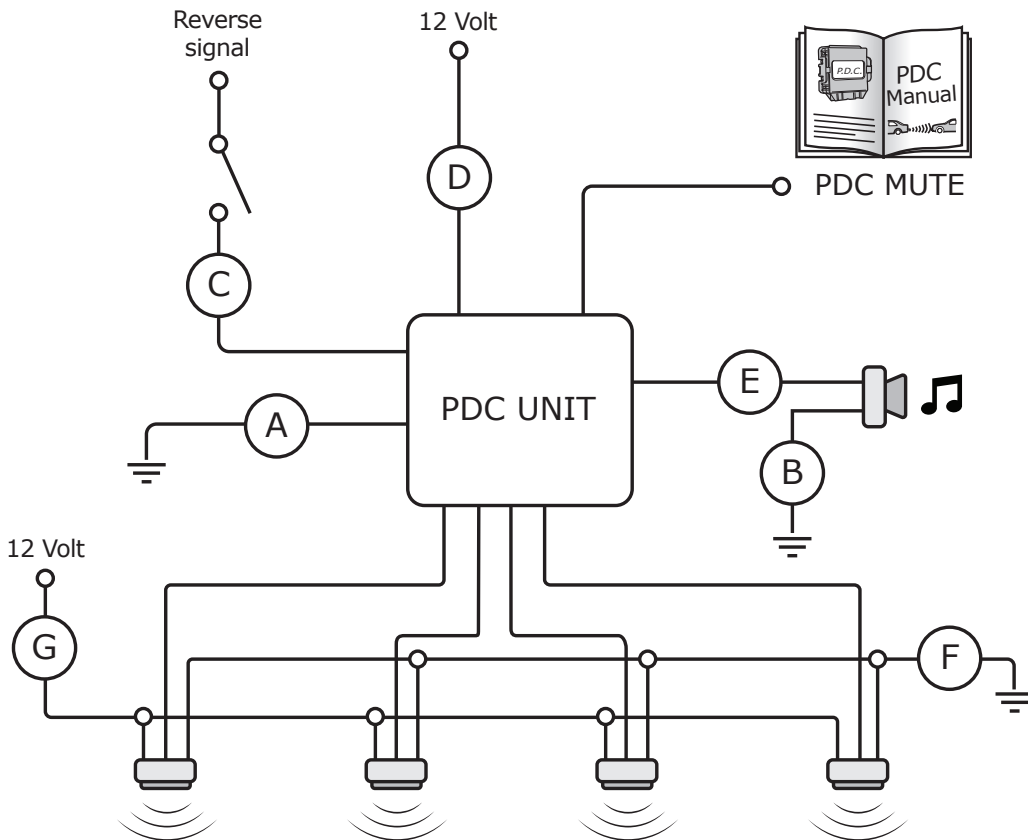 Reverse
signal
12 Volt
P.D.C.
PDC
Manual
PDC MUTE
D
C
PDC UNIT
E
A
B
12 Volt
G
F